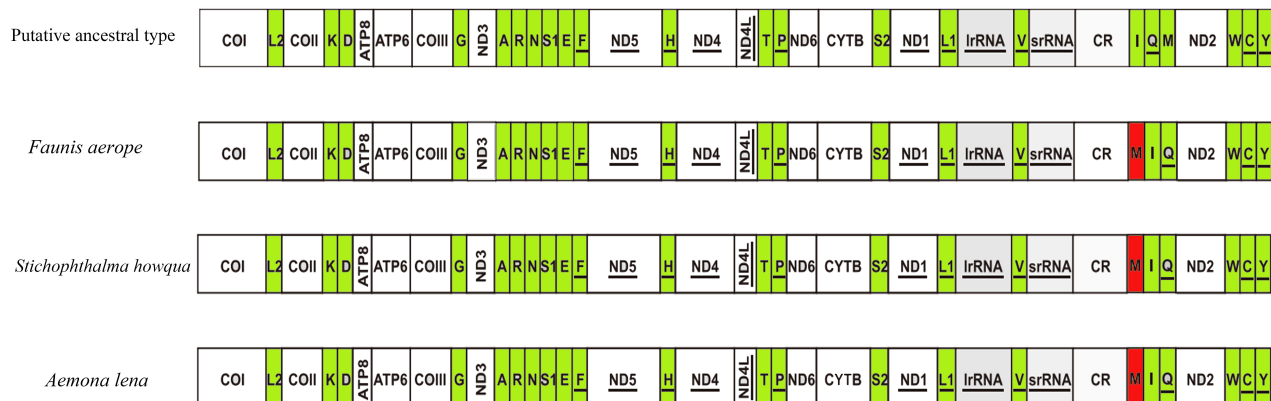 Putative ancestral type COI L2 COII K D ATP8 ATP6 COIII G ND3 A R N S1 E F ND5 H ND4 ND4L T P ND6 CYTB S2 ND1 L1 lrRNA V srRNA CR I Q M ND2 W C Y
Faunis aerope COI L2 COII K D ATP8 ATP6 COIII G ND3 A R N S1 E F ND5 H ND4 ND4L T P ND6 CYTB S2 ND1 L1 lrRNA V srRNA CR M I Q ND2 W C Y
Stichophthalma howqua COI L2 COII K D ATP8 ATP6 COIII G ND3 A R N S1 E F ND5 H ND4 ND4L T P ND6 CYTB S2 ND1 L1 lrRNA V srRNA CR M I Q ND2 W C Y
Aemona lena COI L2 COII K D ATP8 ATP6 COIII G ND3 A R N S1 E F ND5 H ND4 ND4L T P ND6 CYTB S2 ND1 L1 lrRNA V srRNA CR M I Q ND2 W C Y